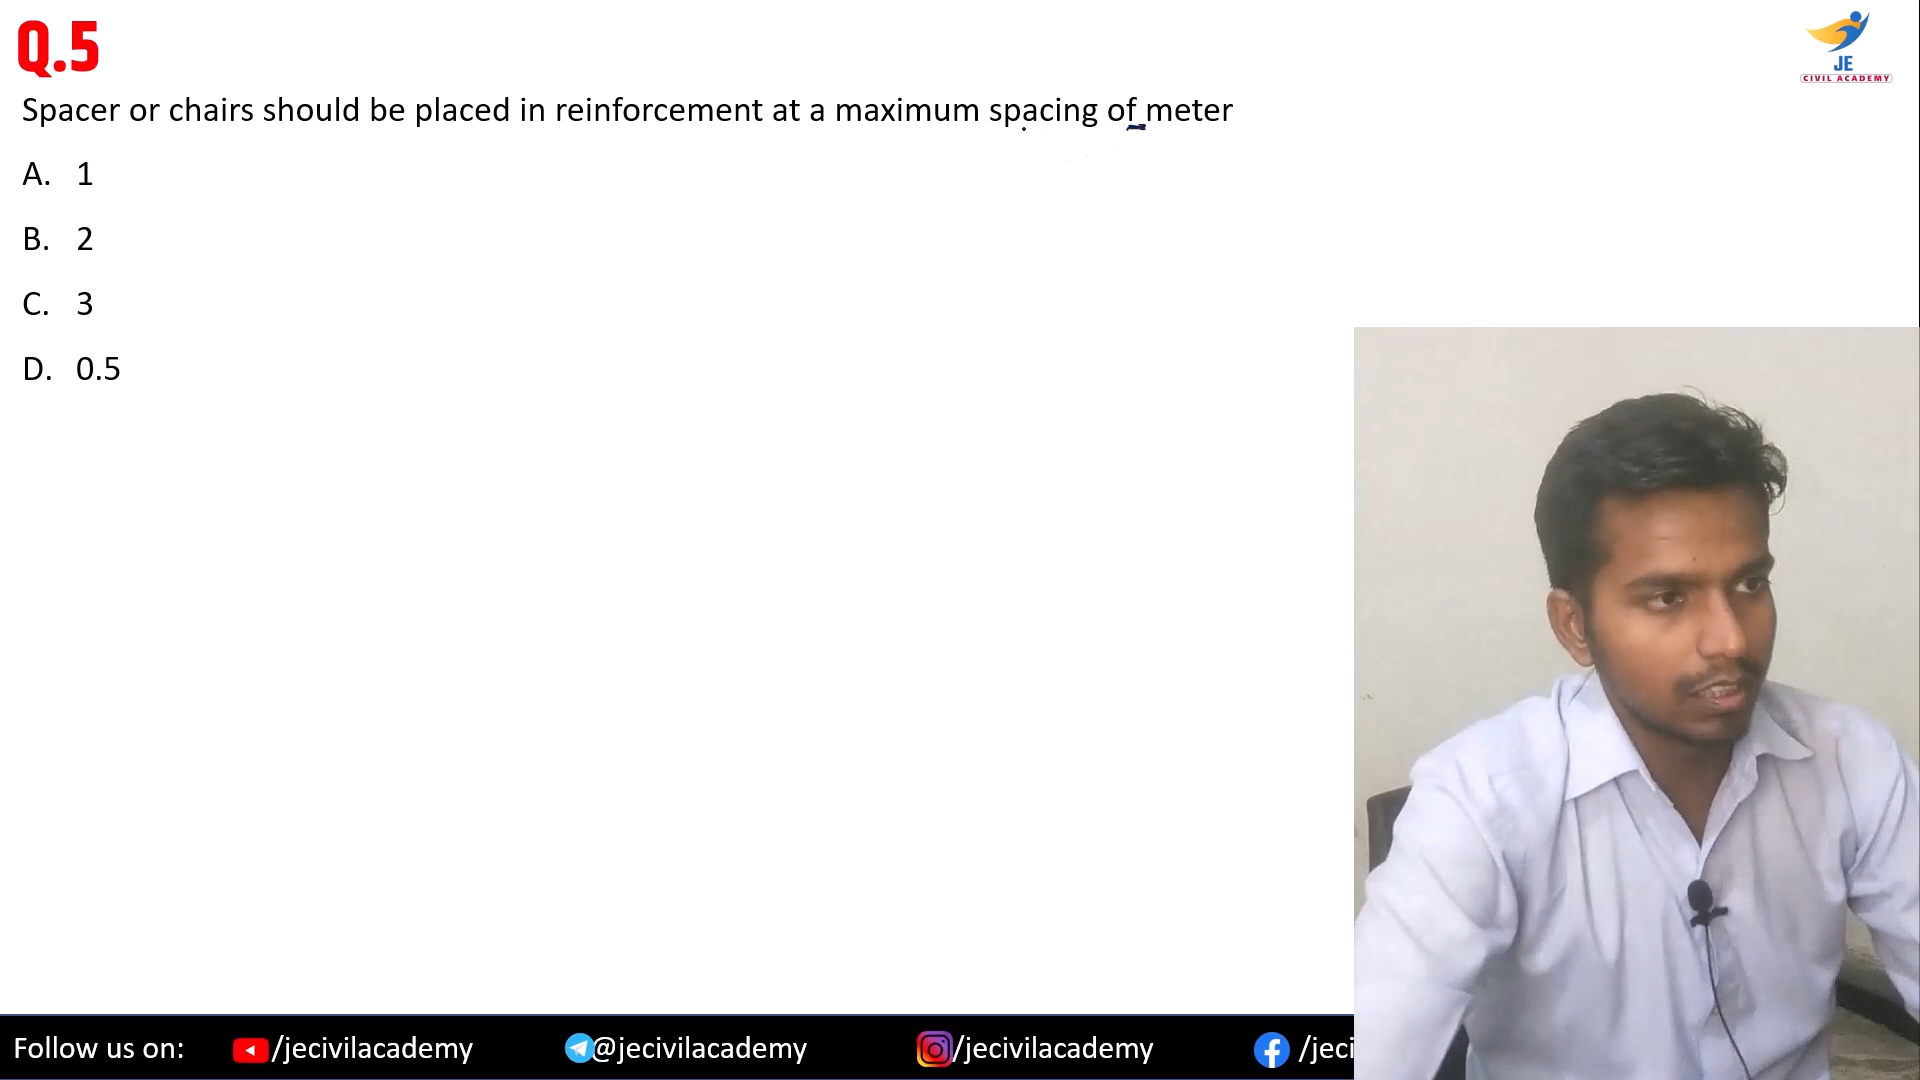 Q.5
JE
CIVIL ACADEMY
Spacer or chairs should be placed in reinforcement at a maximum spacing of meter
A. 1
B. 2
C. 3
D. 0.5
Follow us on: /jecivilacademy @jecivilacademy /jecivilacademy /jeci